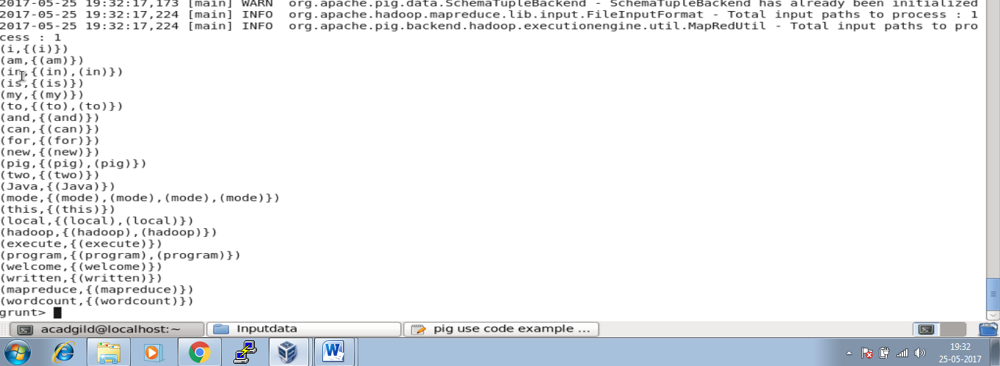 2017-05-25 19:32:17,173 [main] WARN  org.apache.pig.data.SchemaTupleBackend - SchemaTupleBackend has already been initialized
2017-05-25 19:32:17,224 [main] INFO  org.apache.hadoop.mapreduce.lib.input.FileInputFormat - Total input paths to process : 1
2017-05-25 19:32:17,224 [main] INFO  org.apache.pig.backend.hadoop.executionengine.util.MapRedUtil - Total input paths to pro
cess : 1
(i,{(i)})
(am,{(am)})
(in,{(in),(in)})
(is,{(is)})
(my,{(my)})
(to,{(to),(to)})
(and,{(and)})
(can,{(can)})
(for,{(for)})
(new,{(new)})
(pig,{(pig),(pig)})
(two,{(two)})
(Java,{(Java)})
(mode,{(mode),(mode),(mode),(mode)})
(this,{(this)})
(local,{(local),(local)})
(hadoop,{(hadoop),(hadoop)})
(execute,{(execute)})
(program,{(program),(program)})
(welcome,{(welcome)})
(written,{(written)})
(mapreduce,{(mapreduce)})
(wordcount,{(wordcount)})
grunt>
acadgild@localhost:~ Inputdata pig use code example ...
19:32
25-05-2017